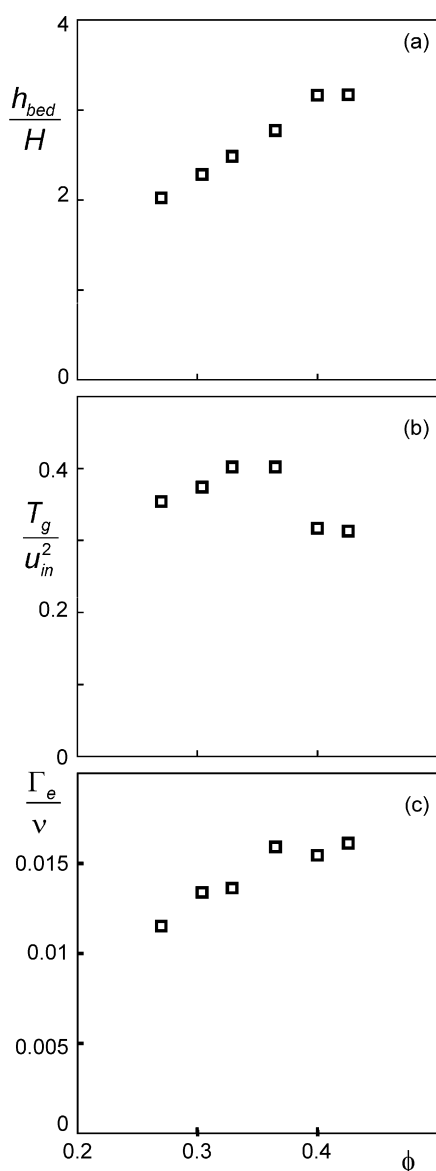 4
(a)
h_bed
H
2
0
(b)
0.4
T_g
u_in^2
0.2
0
Γ_e
ν
(c)
0.015
0.01
0.005
0
0.2 0.3 0.4 ϕ